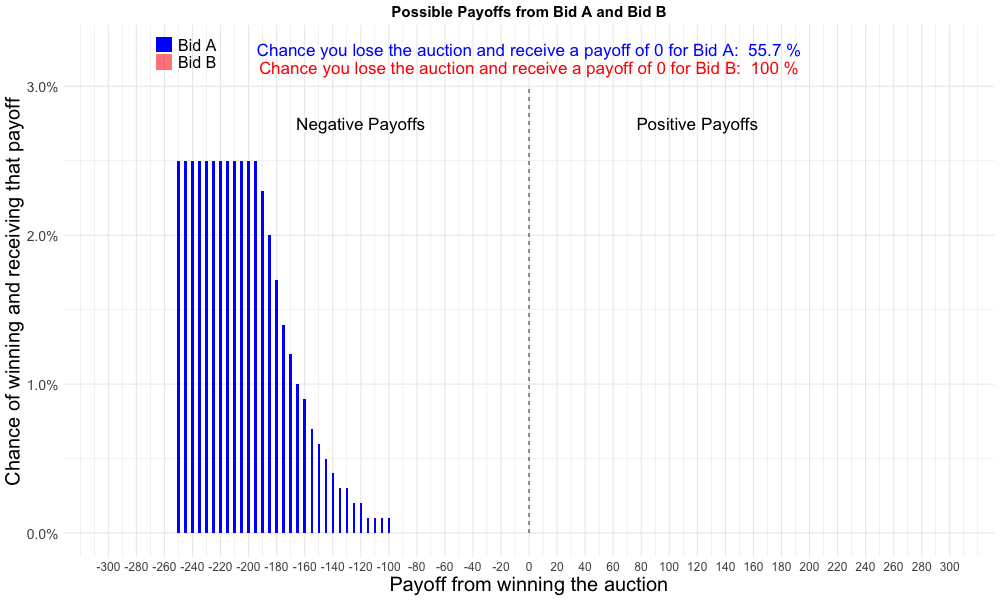 Possible Payoffs from Bid A and Bid B
Bid A
Bid B
Chance you lose the auction and receive a payoff of 0 for Bid A: 55.7 %
Chance you lose the auction and receive a payoff of 0 for Bid B: 100 %
Negative Payoffs
Positive Payoffs
Chance of winning and receiving that payoff
3.0%
2.0%
1.0%
0.0%
-300 -280 -260 -240 -220 -200 -180 -160 -140 -120 -100 -80 -60 -40 -20 0 20 40 60 80 100 120 140 160 180 200 220 240 260 280 300
Payoff from winning the auction